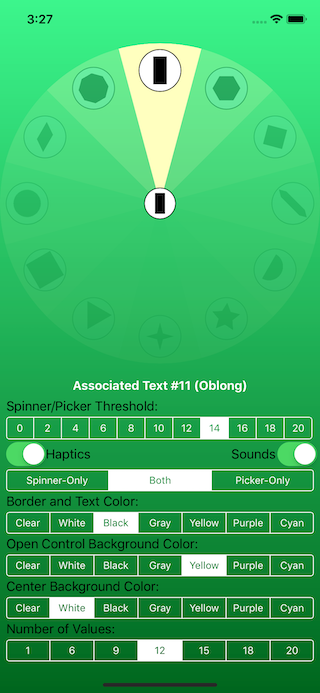 3:27
Associated Text #11 (Oblong)
Spinner/Picker Threshold:
0 2 4 6 8 10 12 14 16 18 20
Haptics Sounds
Spinner-Only Both Picker-Only
Border and Text Color:
Clear White Black Gray Yellow Purple Cyan
Open Control Background Color:
Clear White Black Gray Yellow Purple Cyan
Center Background Color:
Clear White Black Gray Yellow Purple Cyan
Number of Values:
1 6 9 12 15 18 20